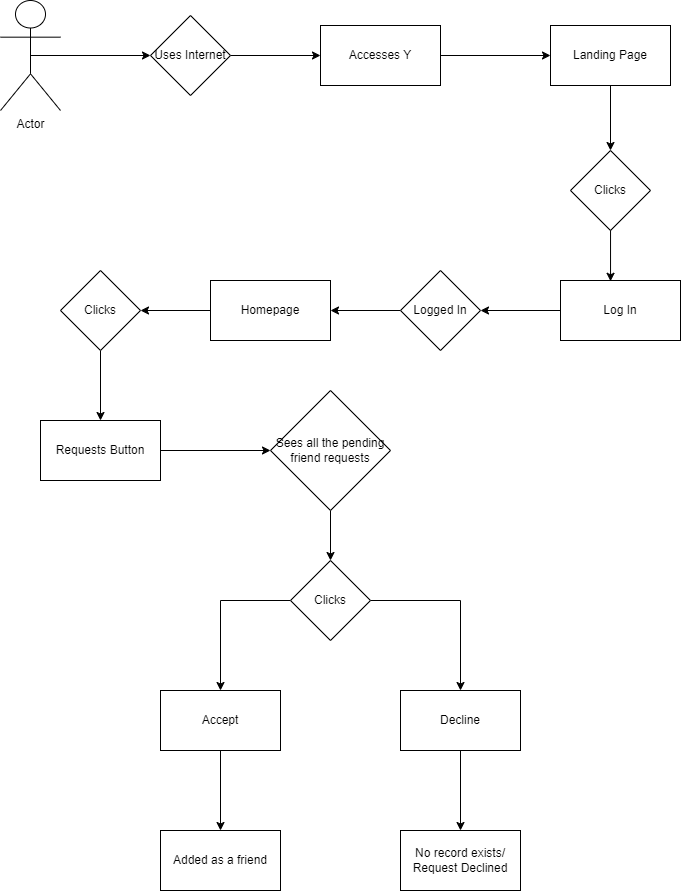 Uses Internet
Accesses Y
Landing Page
Actor
Clicks
Clicks
Homepage
Logged In
Log In
Requests Button
Sees all the pending
friend requests
Clicks
Accept
Decline
Added as a friend
No record exists/
Request Declined